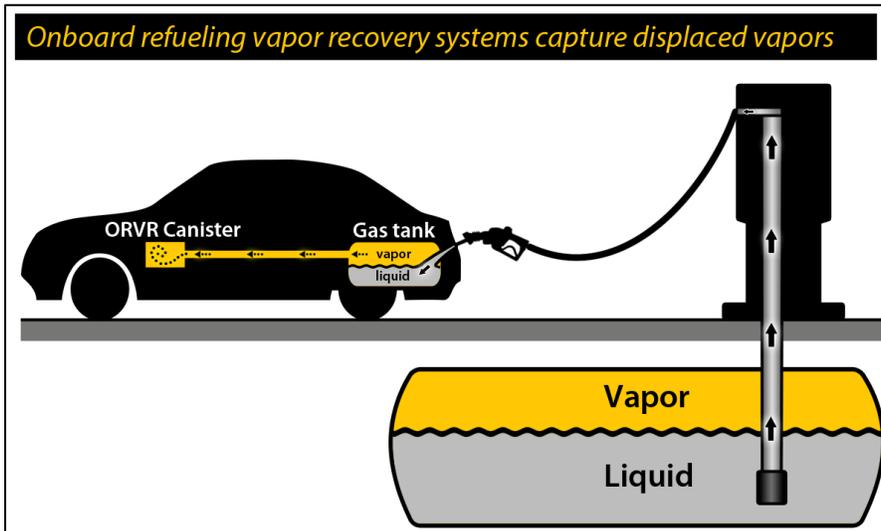 Onboard refueling vapor recovery systems capture displaced vapors
ORVR Canister
Gas tank
vapor
liquid
Vapor
Liquid